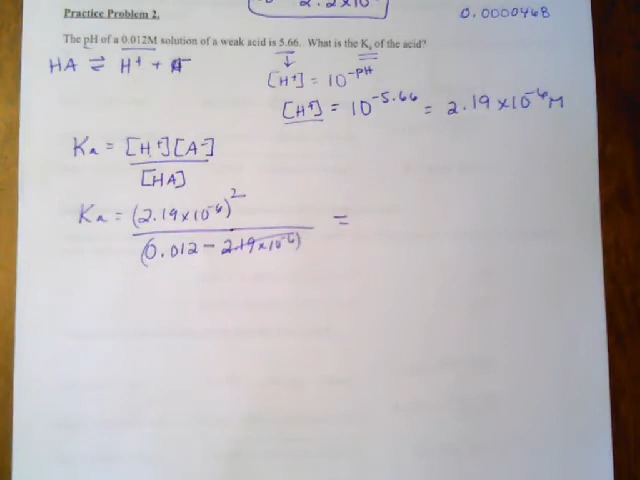 2.2x10
0.0000468
Practice Problem 2.
The pH of a 0.012M solution of a weak acid is 5.66. What is the Ka of the acid?
HA ⇌ H+ + A-
[H+] = 10^-pH
[H+] = 10^-5.66 = 2.19 x 10^-6 M
Ka = [H+][A-]
[HA]
Ka = (2.19 x 10^-6)^2 =
(0.012 - 2.19 x 10^-6)